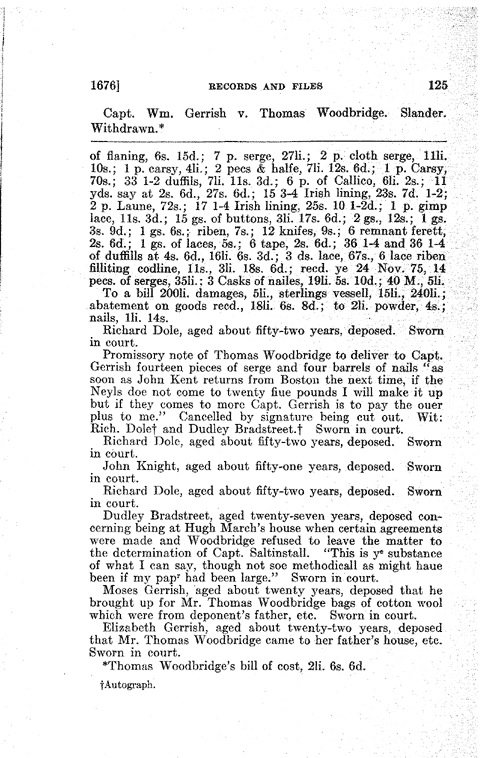 1676] RECORDS AND FILES 125
Capt. Wm. Gerrish v. Thomas Woodbridge. Slander.
Withdrawn.*
of flaning, 6s. 15d.; 7 p. serge, 27li.; 2 p. cloth serge, 11li.
10s.; 1 p. carsy, 4li.; 2 pecs & halfe, 7li. 12s. 6d.; 1 p. Carsy,
70s.; 33 1-2 duffils, 7li. 11s. 3d.; 6 p. of Callico, 6li. 2s.; 11
yds. say at 2s. 6d., 27s. 6d.; 15 3-4 Irish lining, 23s. 7d. 1-2;
2 p. Laune, 72s.; 17 1-4 Irish lining, 25s. 10 1-2d.; 1 p. gimp
lace, 11s. 3d.; 15 gs. of buttons, 3li. 17s. 6d.; 2 gs., 12s.; 1 gs.
3s. 9d.; 1 gs. 6s.; riben, 7s.; 12 knifes, 9s.; 6 remnant ferett,
2s. 6d.; 1 gs. of laces, 5s.; 6 tape, 2s. 6d.; 36 1-4 and 36 1-4
of duffills at 4s. 6d., 16li. 6s. 3d.; 3 ds. lace, 67s., 6 lace riben
filliting codline, 11s., 3li. 18s. 6d.; recd. ye 24 Nov. 75, 14
pecs. of serges, 35li.; 3 Casks of nailes, 19li. 5s. 10d.; 40 M., 5li.
To a bill 200li. damages, 5li., sterlings vessell, 15li., 240li.;
abatement on goods recd., 18li. 6s. 8d.; to 2li. powder, 4s.;
nails, 1li. 14s.
Richard Dole, aged about fifty-two years, deposed. Sworn
in court.
Promissory note of Thomas Woodbridge to deliver to Capt.
Gerrish fourteen pieces of serge and four barrels of nails "as
soon as John Kent returns from Boston the next time, if the
Neyls doe not come to twenty fiue pounds I will make it up
but if they comes to more Capt. Gerrish is to pay the ouer
plus to me." Cancelled by signature being cut out. Wit:
Rich. Dole† and Dudley Bradstreet.† Sworn in court.
Richard Dole, aged about fifty-two years, deposed. Sworn
in court.
John Knight, aged about fifty-one years, deposed. Sworn
in court.
Richard Dole, aged about fifty-two years, deposed. Sworn
in court.
Dudley Bradstreet, aged twenty-seven years, deposed con-
cerning being at Hugh March's house when certain agreements
were made and Woodbridge refused to leave the matter to
the determination of Capt. Saltinstall. "This is yᵉ substance
of what I can say, though not soe methodicall as might haue
been if my papʳ had been large." Sworn in court.
Moses Gerrish, aged about twenty years, deposed that he
brought up for Mr. Thomas Woodbridge bags of cotton wool
which were from deponent's father, etc. Sworn in court.
Elizabeth Gerrish, aged about twenty-two years, deposed
that Mr. Thomas Woodbridge came to her father's house, etc.
Sworn in court.
*Thomas Woodbridge's bill of cost, 2li. 6s. 6d.
†Autograph.